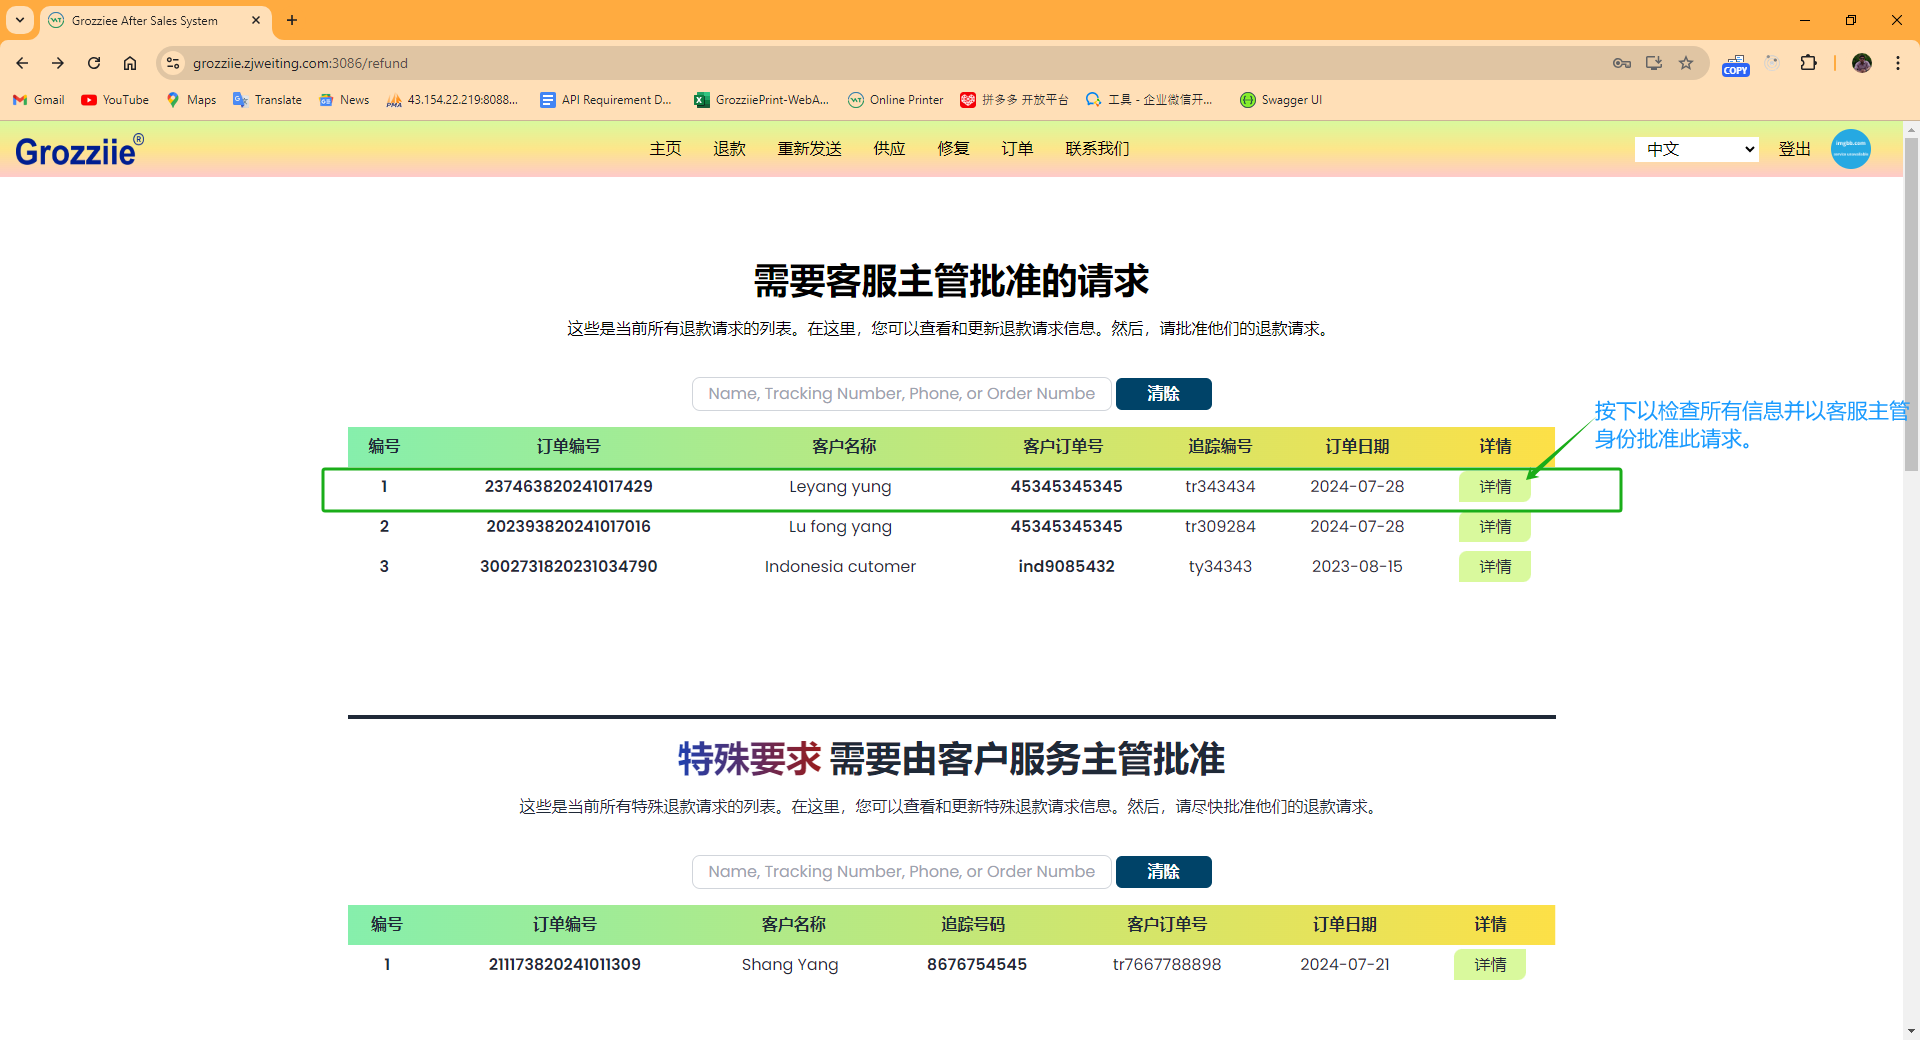 Grozziee After Sales System
grozziie.zjweiting.com:3086/refund
COPY
Gmail YouTube Maps Translate News 43.154.22.219:8088... API Requirement D... GrozziiePrint-WebA... Online Printer 拼多多 开放平台 工具 - 企业微信开... Swagger UI
Grozziie® 主页 退款 重新发送 供应 修复 订单 联系我们 中文 登出
需要客服主管批准的请求
这些是当前所有退款请求的列表。在这里，您可以查看和更新退款请求信息。然后，请批准他们的退款请求。
Name, Tracking Number, Phone, or Order Numbe 清除
按下以检查所有信息并以客服主管
身份批准此请求。
编号 订单编号 客户名称 客户订单号 追踪编号 订单日期 详情
1 237463820241017429 Leyang yung 45345345345 tr343434 2024-07-28 详情
2 202393820241017016 Lu fong yang 45345345345 tr309284 2024-07-28 详情
3 3002731820231034790 Indonesia cutomer ind9085432 ty34343 2023-08-15 详情
特殊要求 需要由客户服务主管批准
这些是当前所有特殊退款请求的列表。在这里，您可以查看和更新特殊退款请求信息。然后，请尽快批准他们的退款请求。
Name, Tracking Number, Phone, or Order Numbe 清除
编号 订单编号 客户名称 追踪号码 客户订单号 订单日期 详情
1 211173820241011309 Shang Yang 8676754545 tr7667788898 2024-07-21 详情